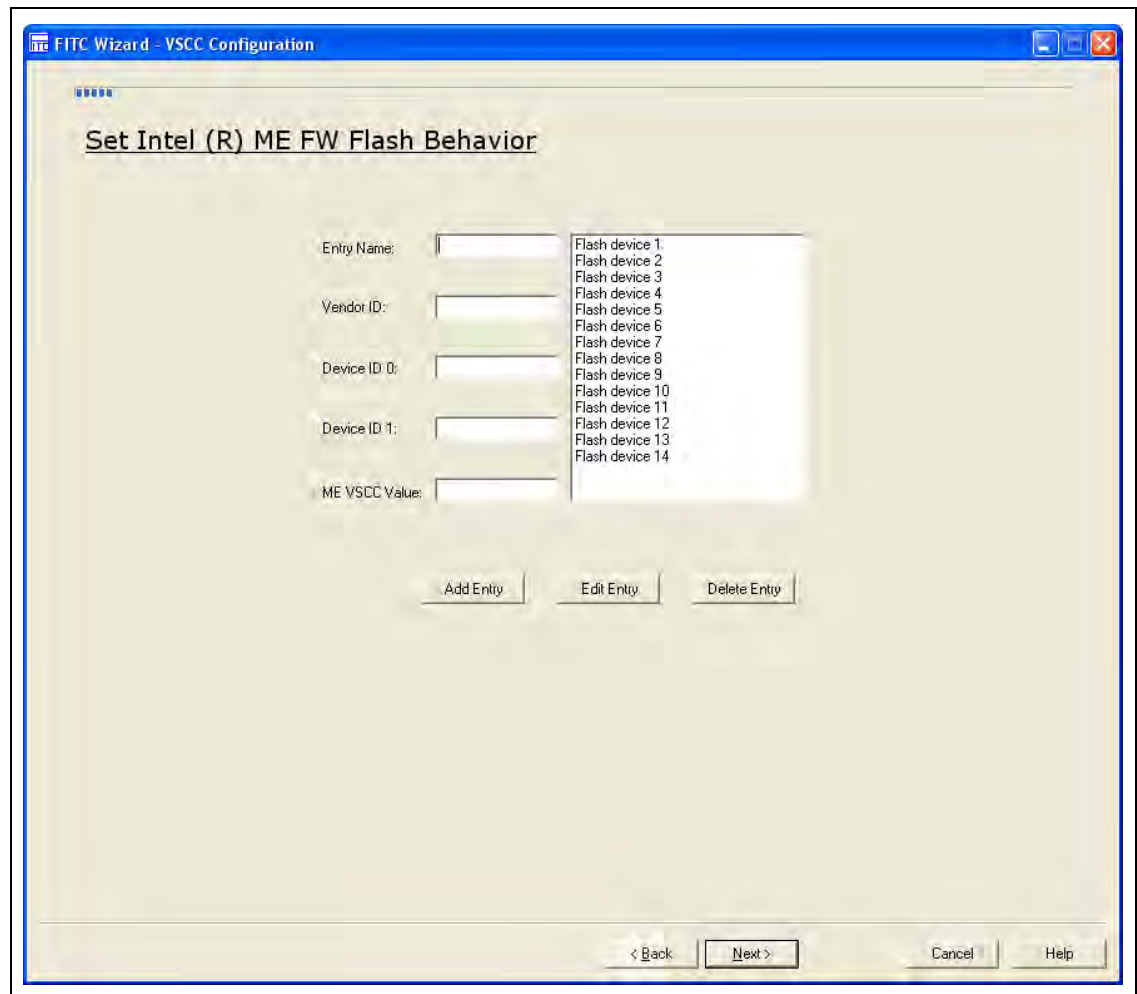 FITC Wizard - VSCC Configuration
Set Intel (R) ME FW Flash Behavior
Entry Name:
Vendor ID:
Device ID 0:
Device ID 1:
ME VSCC Value:
Flash device 1
Flash device 2
Flash device 3
Flash device 4
Flash device 5
Flash device 6
Flash device 7
Flash device 8
Flash device 9
Flash device 10
Flash device 11
Flash device 12
Flash device 13
Flash device 14
Add Entry Edit Entry Delete Entry
< Back Next > Cancel Help